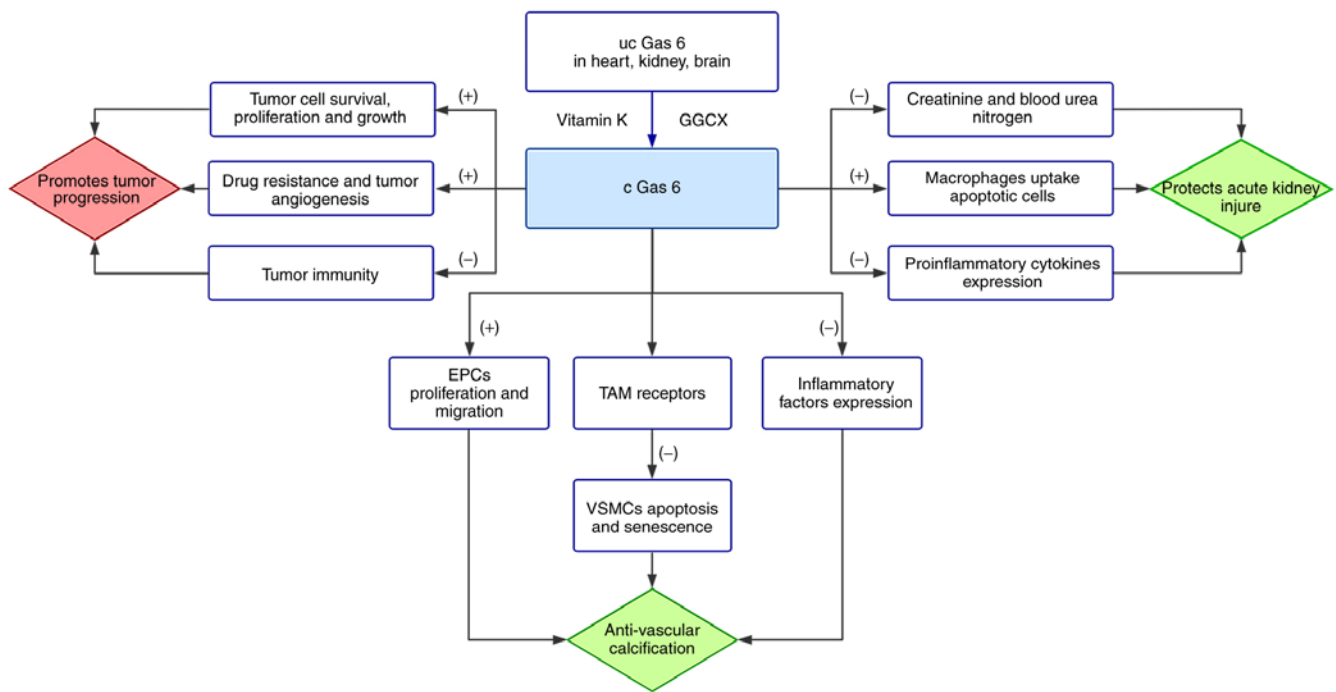 uc Gas 6
in heart, kidney, brain
Vitamin K
GGCX
c Gas 6
(+)
Tumor cell survival,
proliferation and growth
(+)
Drug resistance and tumor
angiogenesis
(−)
Tumor immunity
Promotes tumor
progression
(−)
Creatinine and blood urea
nitrogen
(+)
Macrophages uptake
apoptotic cells
(−)
Proinflammatory cytokines
expression
Protects acute kidney
injure
(+)
EPCs
proliferation and
migration
TAM receptors
(−)
Inflammatory
factors expression
(−)
VSMCs apoptosis
and senescence
Anti-vascular
calcification